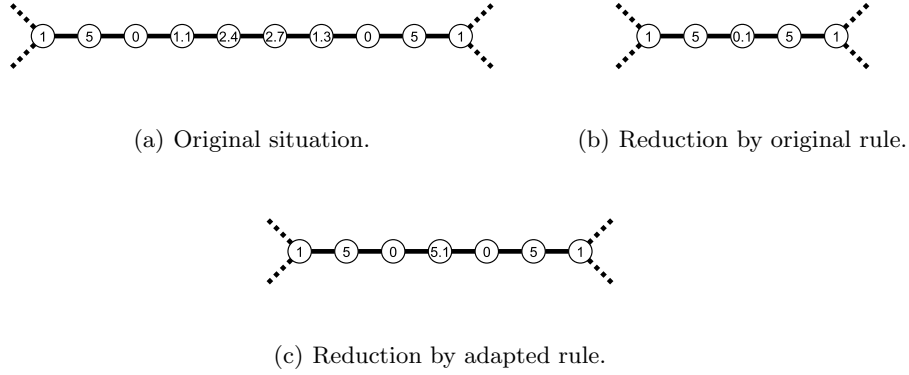 1 5 0 1.1 2.4 2.7 1.3 0 5 1
1 5 0.1 5 1
(a) Original situation.
(b) Reduction by original rule.
1 5 0 5.1 0 5 1
(c) Reduction by adapted rule.